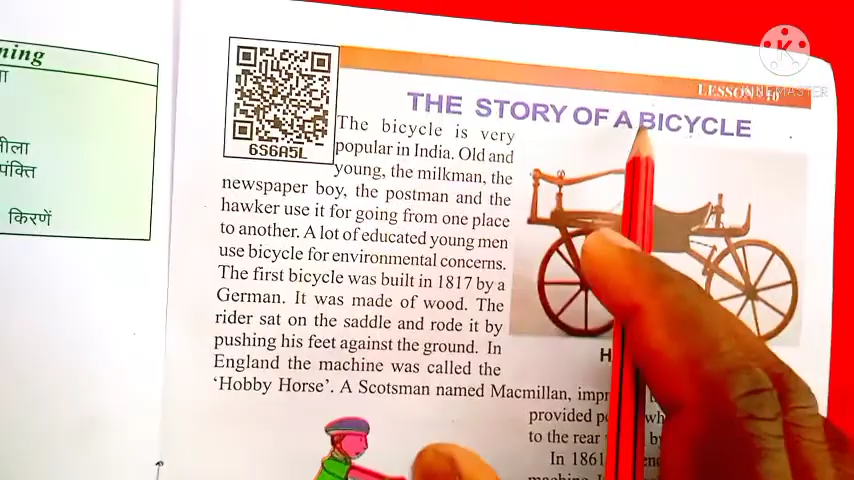 ning
ा
ीला
पंक्ति
किरणें
KINEMASTER
LESSON - 10
6S6A5L
THE STORY OF A BICYCLE
The bicycle is very
popular in India. Old and
young, the milkman, the
newspaper boy, the postman and the
hawker use it for going from one place
to another. A lot of educated young men
use bicycle for environmental concerns.
The first bicycle was built in 1817 by a
German. It was made of wood. The
rider sat on the saddle and rode it by
pushing his feet against the ground. In
England the machine was called the
'Hobby Horse'. A Scotsman named Macmillan, impr
provided
to the rear
In 1861